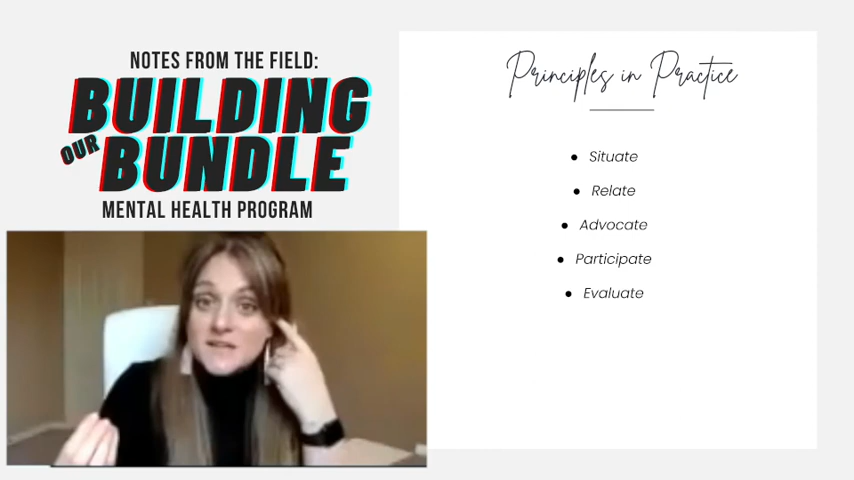 NOTES FROM THE FIELD:
BUILDING
OUR BUNDLE
MENTAL HEALTH PROGRAM
Principles in Practice
• Situate
• Relate
• Advocate
• Participate
• Evaluate